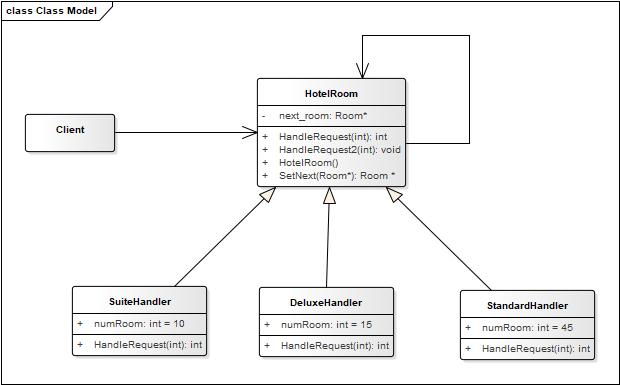 class Class Model
HotelRoom
- next_room: Room*
+ HandleRequest(int): int
+ HandleRequest2(int): void
+ HotelRoom()
+ SetNext(Room*): Room *
Client
SuiteHandler
+ numRoom: int = 10
+ HandleRequest(int): int
DeluxeHandler
+ numRoom: int = 15
+ HandleRequest(int): int
StandardHandler
+ numRoom: int = 45
+ HandleRequest(int): int